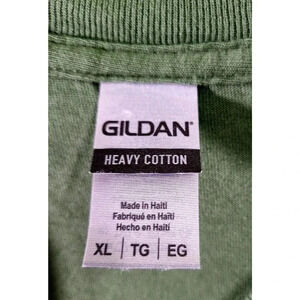 GILDAN®
HEAVY COTTON
Made in Haiti
Fabriqué en Haïti
Hecho en Haití
XL | TG | EG